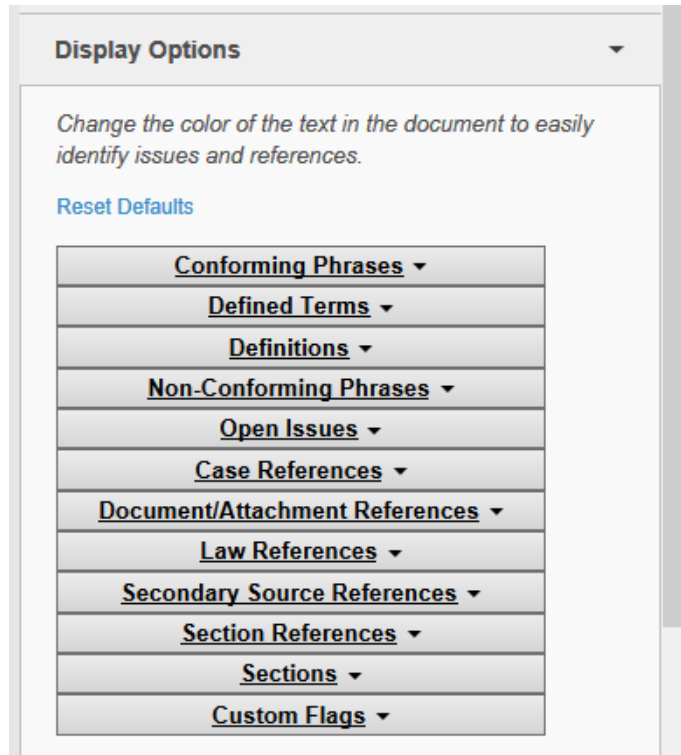 Display Options
Change the color of the text in the document to easily
identify issues and references.
Reset Defaults
Conforming Phrases
Defined Terms
Definitions
Non-Conforming Phrases
Open Issues
Case References
Document/Attachment References
Law References
Secondary Source References
Section References
Sections
Custom Flags